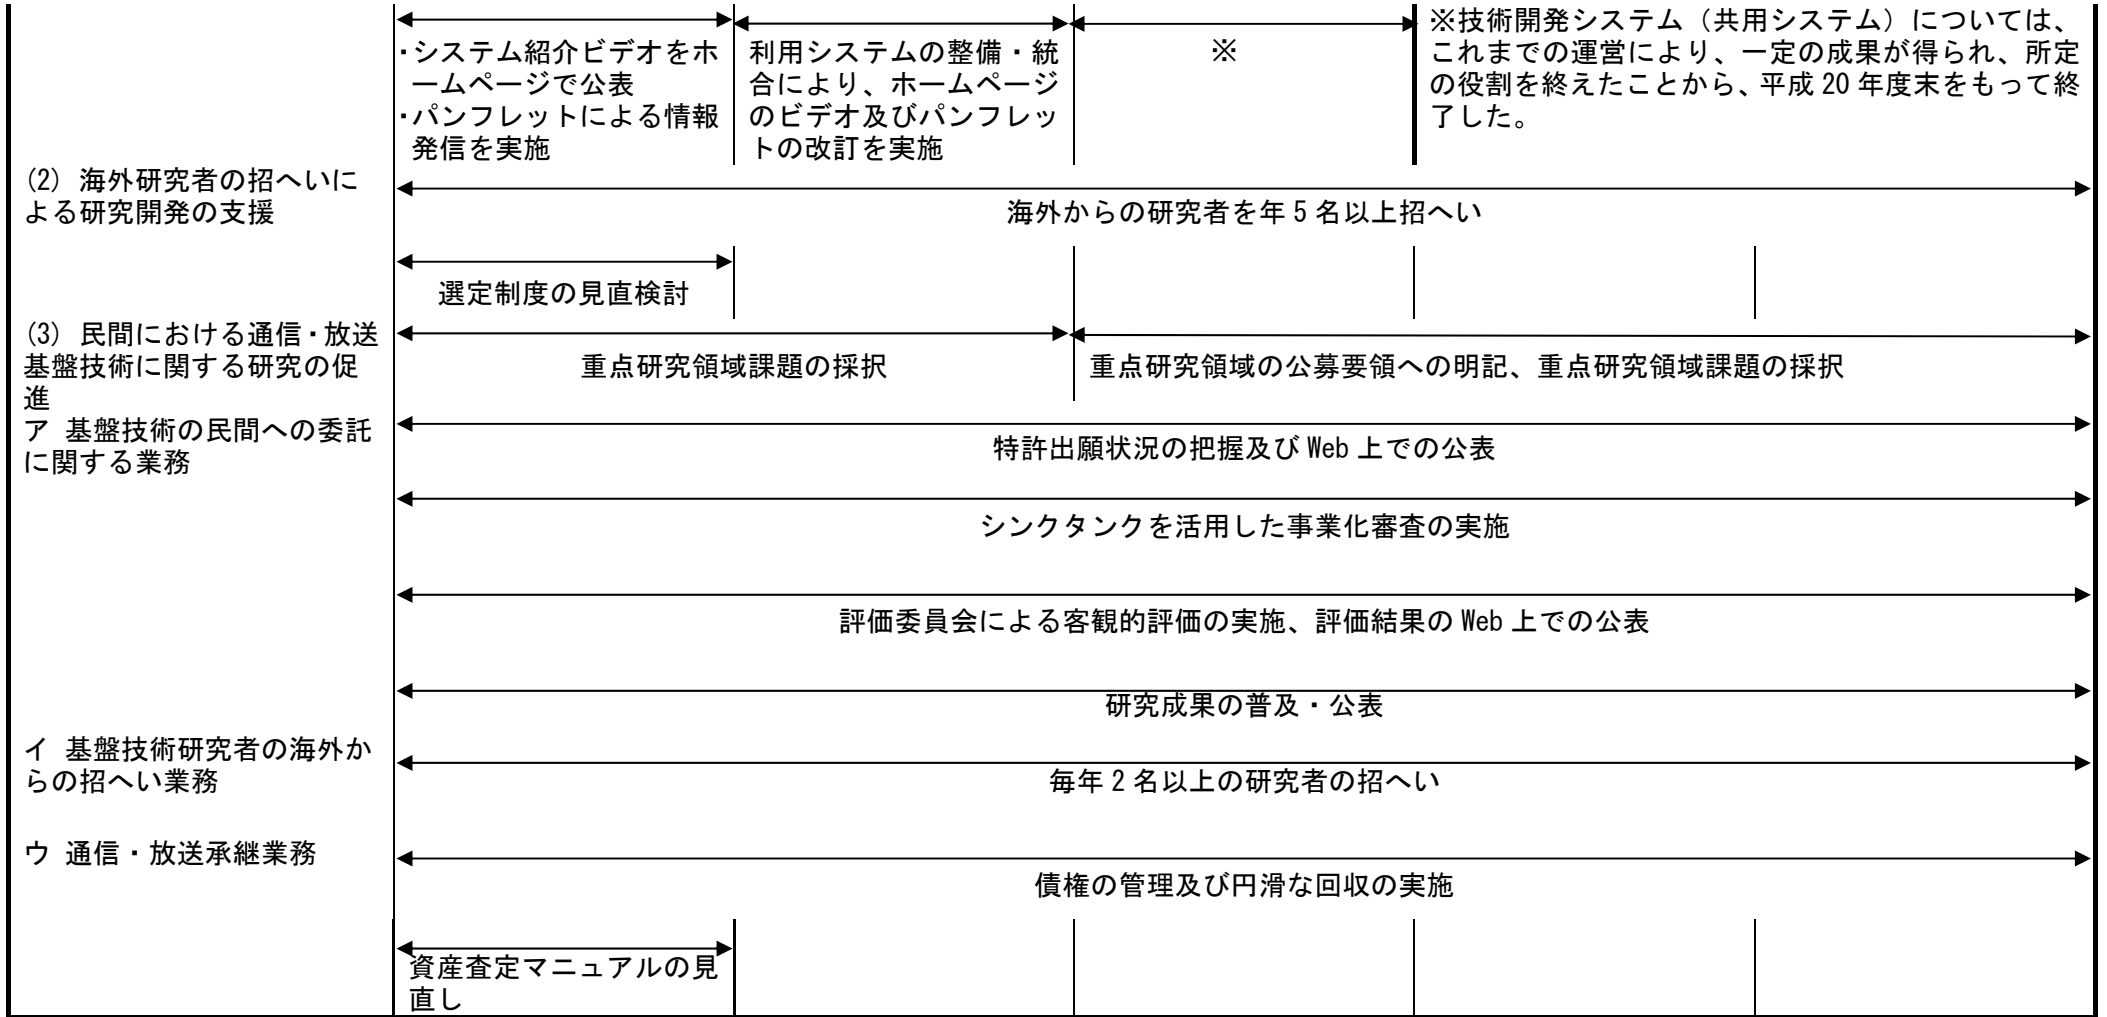 ・システム紹介ビデオをホ
ームページで公表
・パンフレットによる情報
発信を実施
利用システムの整備・統
合により、ホームページ
のビデオ及びパンフレッ
トの改訂を実施
※
※技術開発システム（共用システム）については、
これまでの運営により、一定の成果が得られ、所定
の役割を終えたことから、平成 20 年度末をもって終
了した。
(2) 海外研究者の招へいに
よる研究開発の支援
海外からの研究者を年 5 名以上招へい
選定制度の見直検討
(3) 民間における通信・放送
基盤技術に関する研究の促
進
重点研究領域課題の採択
重点研究領域の公募要領への明記、重点研究領域課題の採択
ア 基盤技術の民間への委託
に関する業務
特許出願状況の把握及び Web 上での公表
シンクタンクを活用した事業化審査の実施
評価委員会による客観的評価の実施、評価結果の Web 上での公表
研究成果の普及・公表
イ 基盤技術研究者の海外か
らの招へい業務
毎年 2 名以上の研究者の招へい
ウ 通信・放送承継業務
債権の管理及び円滑な回収の実施
資産査定マニュアルの見
直し